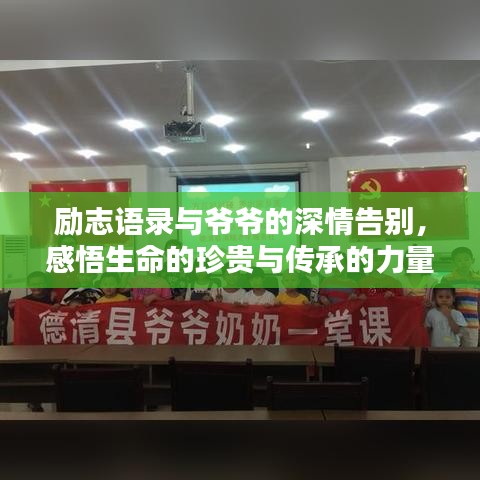 励志语录与爷爷的深情告别，
感悟生命的珍贵与传承的力量
德清县爷爷奶奶一堂课